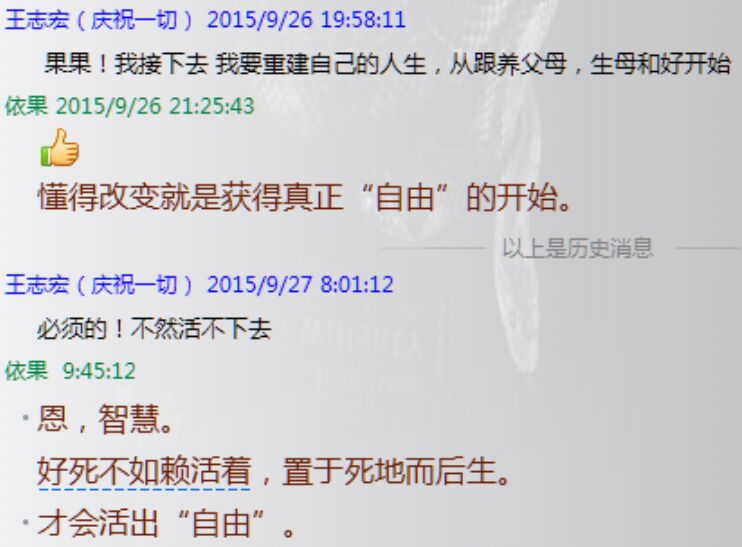 王志宏（庆祝一切） 2015/9/26 19:58:11
果果！我接下去 我要重建自己的人生，从跟养父母，生母和好开始
依果 2015/9/26 21:25:43
懂得改变就是获得真正“自由”的开始。
以上是历史消息
王志宏（庆祝一切） 2015/9/27 8:01:12
必须的！不然活不下去
依果 9:45:12
·恩，智慧。
好死不如赖活着，置于死地而后生。
·才会活出“自由”。